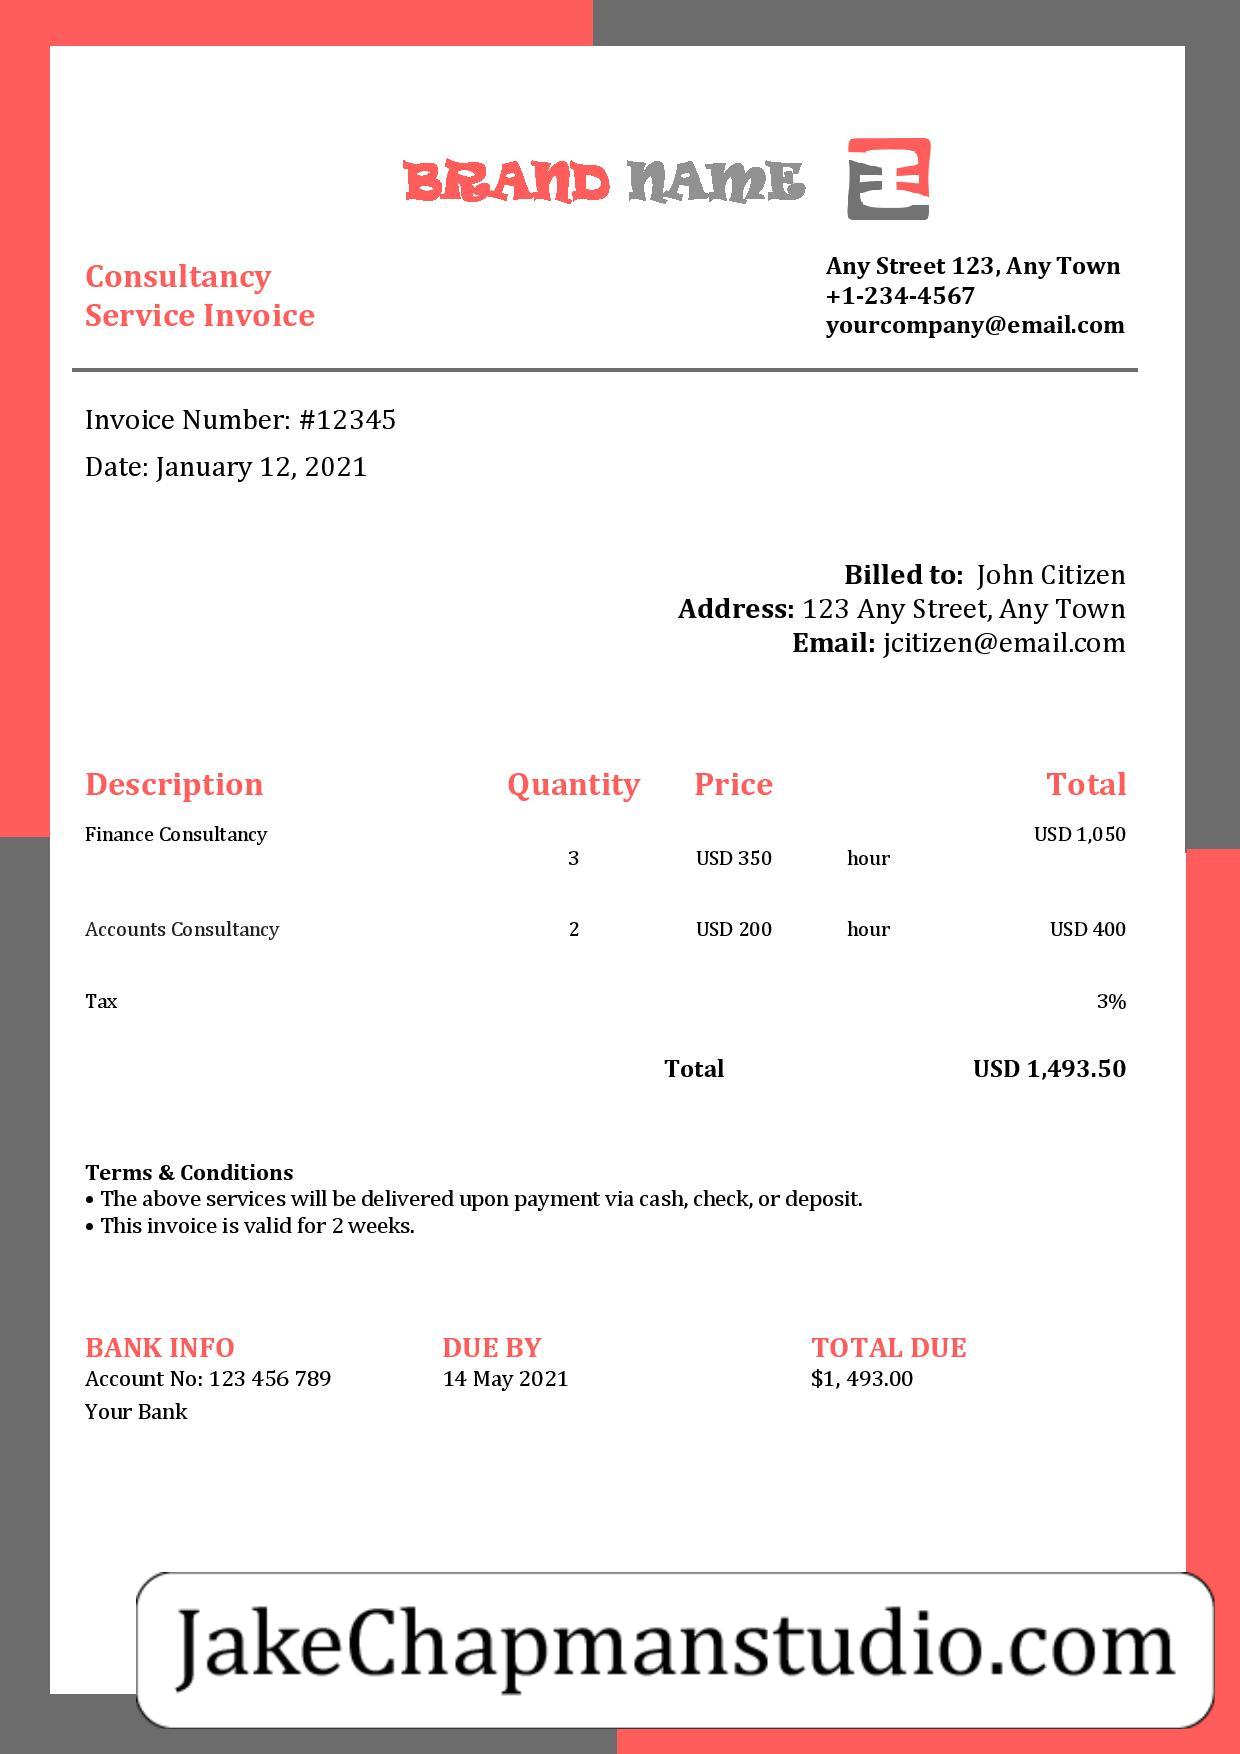 BRAND NAME
Consultancy
Service Invoice
Any Street 123, Any Town
+1-234-4567
yourcompany@email.com
Invoice Number: #12345
Date: January 12, 2021
Billed to: John Citizen
Address: 123 Any Street, Any Town
Email: jcitizen@email.com
Description Quantity Price Total
Finance Consultancy 3 USD 350 hour USD 1,050
Accounts Consultancy 2 USD 200 hour USD 400
Tax 3%
Total USD 1,493.50
Terms & Conditions
• The above services will be delivered upon payment via cash, check, or deposit.
• This invoice is valid for 2 weeks.
BANK INFO DUE BY TOTAL DUE
Account No: 123 456 789 14 May 2021 $1, 493.00
Your Bank
JakeChapmanstudio.com